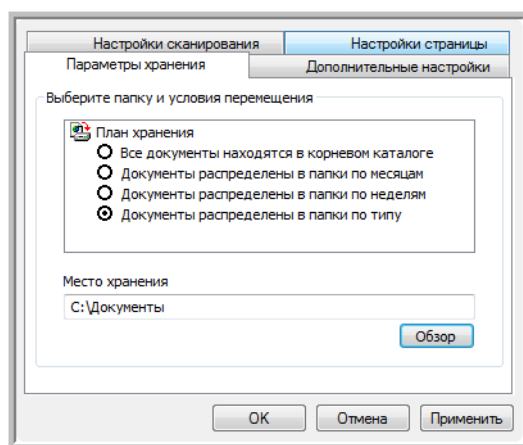 Настройки сканирования Настройки страницы
Параметры хранения Дополнительные настройки
Выберите папку и условия перемещения
План хранения
Все документы находятся в корневом каталоге
Документы распределены в папки по месяцам
Документы распределены в папки по неделям
Документы распределены в папки по типу
Место хранения
C:\Документы
Обзор
OK Отмена Применить